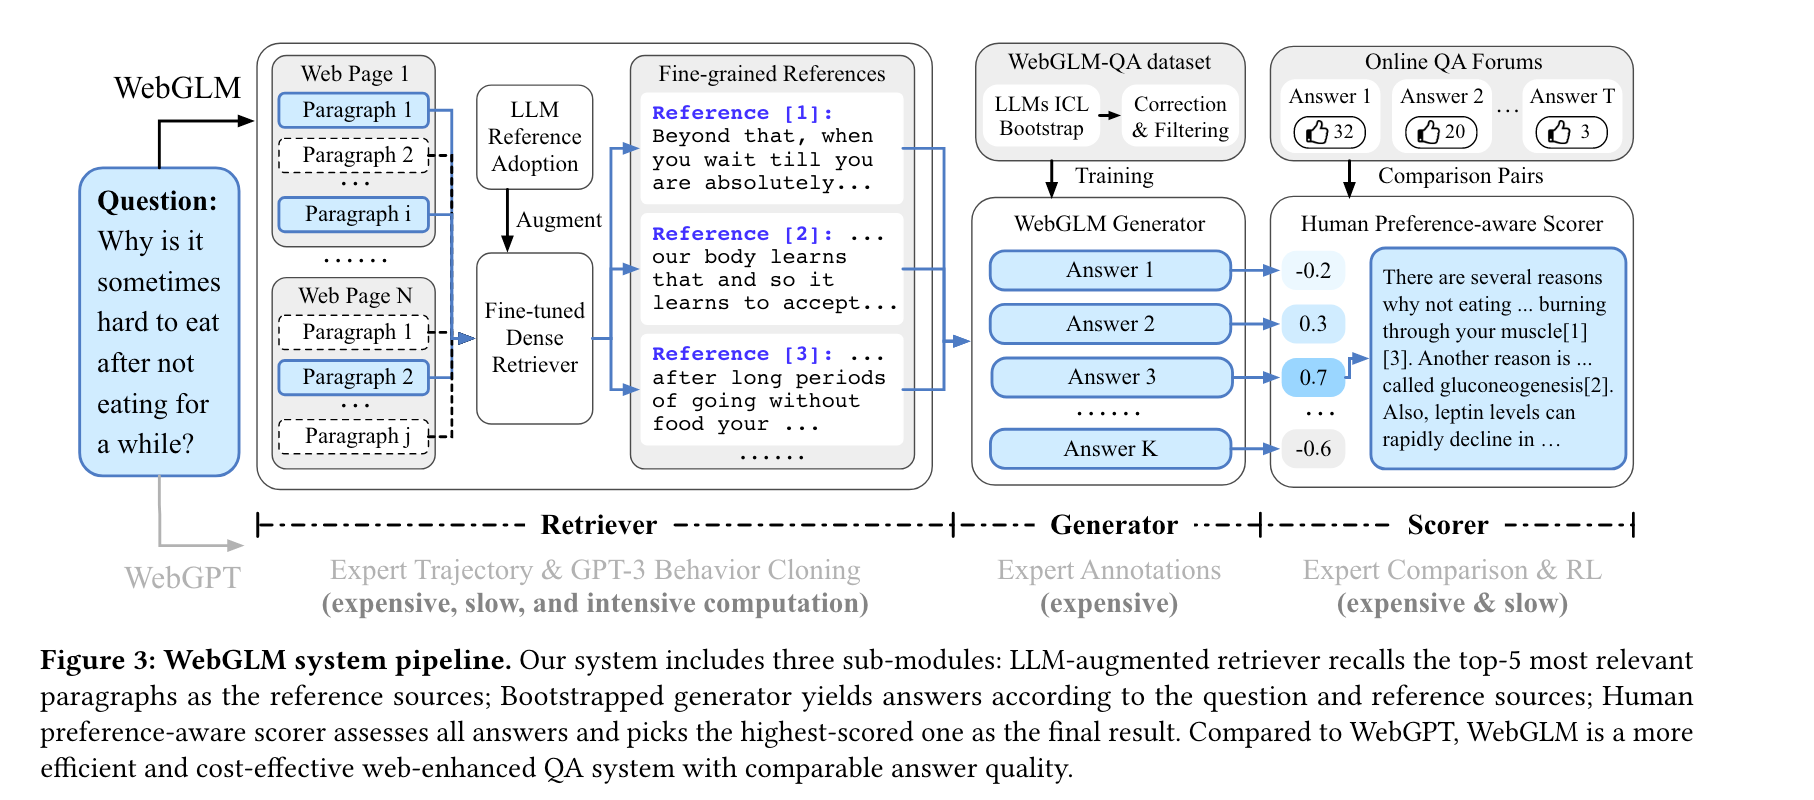 WebGLM
Question:
Why is it
sometimes
hard to eat
after not
eating for
a while?
WebGPT
Web Page 1
Paragraph 1
Paragraph 2
...
Paragraph i
......
Web Page N
Paragraph 1
Paragraph 2
...
Paragraph j
LLM
Reference
Adoption
Augment
Fine-tuned
Dense
Retriever
Fine-grained References
Reference [1]:
Beyond that, when
you wait till you
are absolutely...
Reference [2]: ...
our body learns
that and so it
learns to accept...
Reference [3]: ...
after long periods
of going without
food your ...
......
WebGLM-QA dataset
LLMs ICL
Bootstrap
Correction
& Filtering
Training
WebGLM Generator
Answer 1
Answer 2
Answer 3
......
Answer K
Online QA Forums
Answer 1
32
Answer 2
20
...
Answer T
3
Comparison Pairs
Human Preference-aware Scorer
-0.2
0.3
0.7
...
-0.6
There are several reasons
why not eating ... burning
through your muscle[1]
[3]. Another reason is ...
called gluconeogenesis[2].
Also, leptin levels can
rapidly decline in ...
Retriever
Generator
Scorer
Expert Trajectory & GPT-3 Behavior Cloning
(expensive, slow, and intensive computation)
Expert Annotations
(expensive)
Expert Comparison & RL
(expensive & slow)
Figure 3: WebGLM system pipeline. Our system includes three sub-modules: LLM-augmented retriever recalls the top-5 most relevant
paragraphs as the reference sources; Bootstrapped generator yields answers according to the question and reference sources; Human
preference-aware scorer assesses all answers and picks the highest-scored one as the final result. Compared to WebGPT, WebGLM is a more
efficient and cost-effective web-enhanced QA system with comparable answer quality.